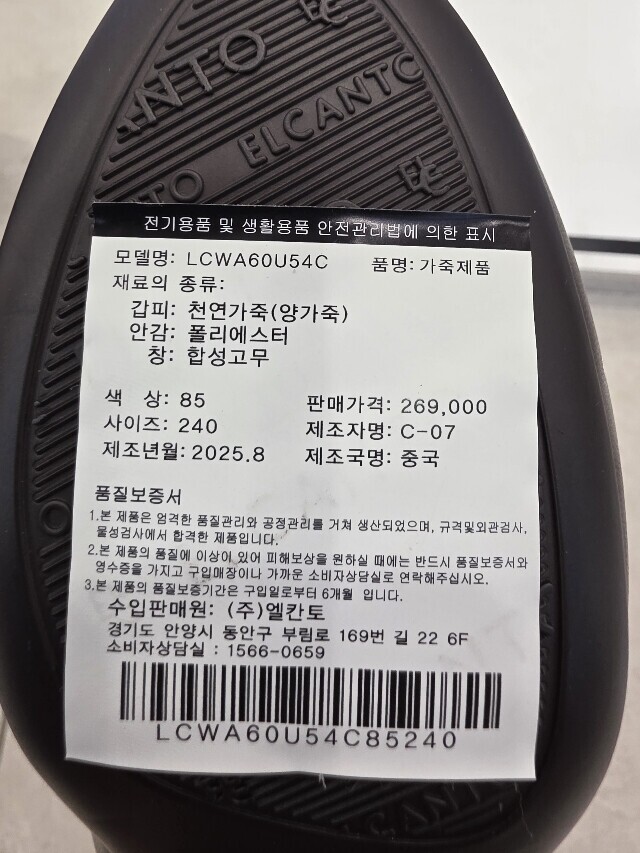 ANTO
ELCANTO
NTO
전기용품 및 생활용품 안전관리법에 의한 표시
모델명: LCWA60U54C 품명: 가죽제품
재료의 종류:
갑피: 천연가죽(양가죽)
안감: 폴리에스터
창: 합성고무
색 상: 85 판매가격: 269,000
사이즈: 240 제조자명: C-07
제조년월: 2025.8 제조국명: 중국
품질보증서
1.본 제품은 엄격한 품질관리와 공정관리를 거쳐 생산되었으며, 규격및외관검사,
물성검사에서 합격한 제품입니다.
2.본 제품의 품질에 이상이 있어 피해보상을 원하실 때에는 반드시 품질보증서와
영수증을 가지고 구입매장이나 가까운 소비자상담실로 연락해주십시오.
3.본 제품의 품질보증기간은 구입일로부터 6개월 입니다.
수입판매원: (주)엘칸토
경기도 안양시 동안구 부림로 169번 길 22 6F
소비자상담실 : 1566-0659
LCWA60U54C85240
CANTO